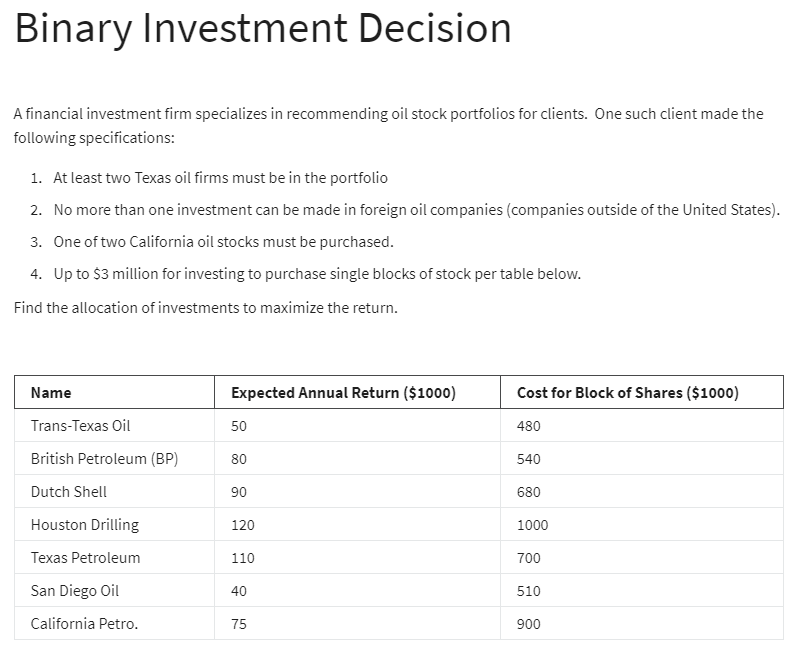 Binary Investment Decision
A financial investment firm specializes in recommending oil stock portfolios for clients.  One such client made the
following specifications:
1. At least two Texas oil firms must be in the portfolio
2. No more than one investment can be made in foreign oil companies (companies outside of the United States).
3. One of two California oil stocks must be purchased.
4. Up to $3 million for investing to purchase single blocks of stock per table below.
Find the allocation of investments to maximize the return.
Name Expected Annual Return ($1000) Cost for Block of Shares ($1000)
Trans-Texas Oil 50 480
British Petroleum (BP) 80 540
Dutch Shell 90 680
Houston Drilling 120 1000
Texas Petroleum 110 700
San Diego Oil 40 510
California Petro. 75 900